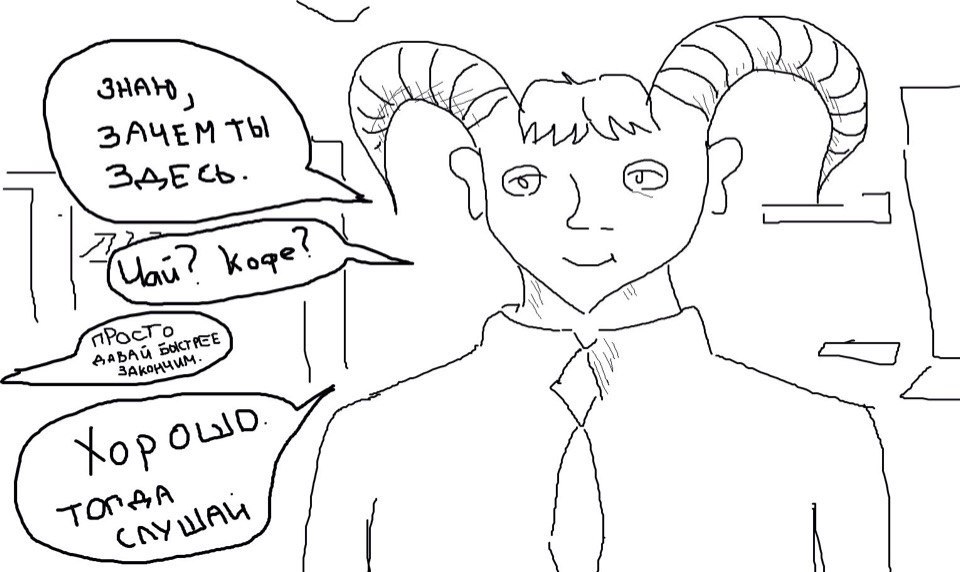 ЗНАЮ,
ЗАЧЕМ ТЫ
ЗДЕСЬ.
Чай? Кофе?
ПРОСТО
ДАВАЙ БЫСТРЕЕ
ЗАКОНЧИМ.
ХОРОШО.
ТОГДА
СЛУШАЙ